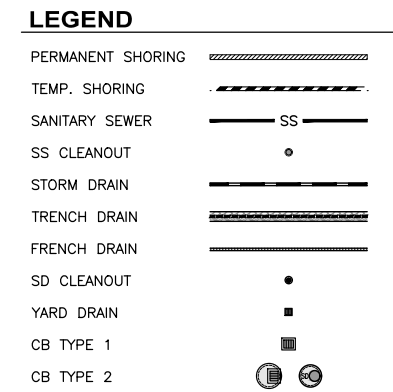 LEGEND
PERMANENT SHORING
TEMP. SHORING
SANITARY SEWER SS
SS CLEANOUT
STORM DRAIN
TRENCH DRAIN
FRENCH DRAIN
SD CLEANOUT
YARD DRAIN
CB TYPE 1
CB TYPE 2 SD